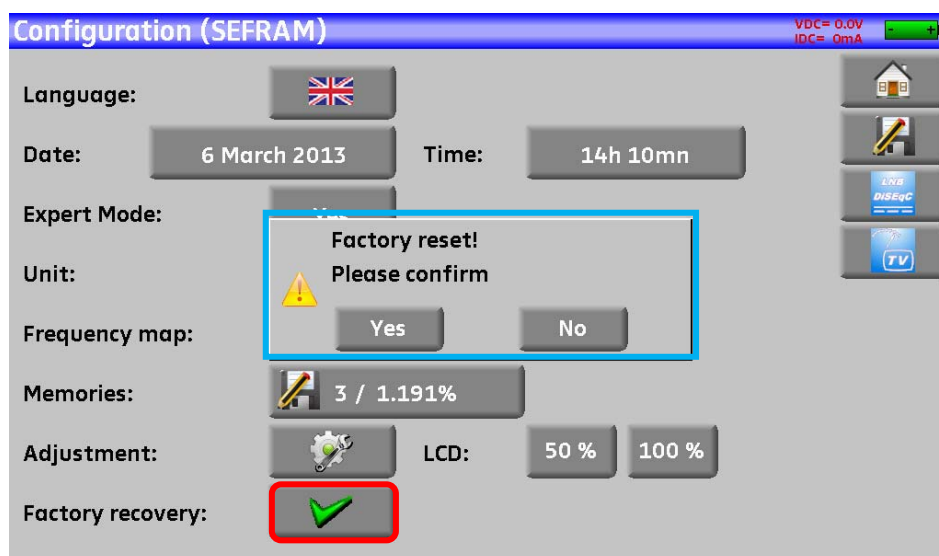 Configuration (SEFRAM)
VDC= 0.0V
IDC= 0mA
- +
Language:
Date: 6 March 2013 Time: 14h 10mn
LNB
DiSEqC
Expert Mode:
TV
Factory reset!
Unit: Please confirm
Frequency map: Yes No
Memories: 3 / 1.191%
Adjustment: LCD: 50 % 100 %
Factory recovery: